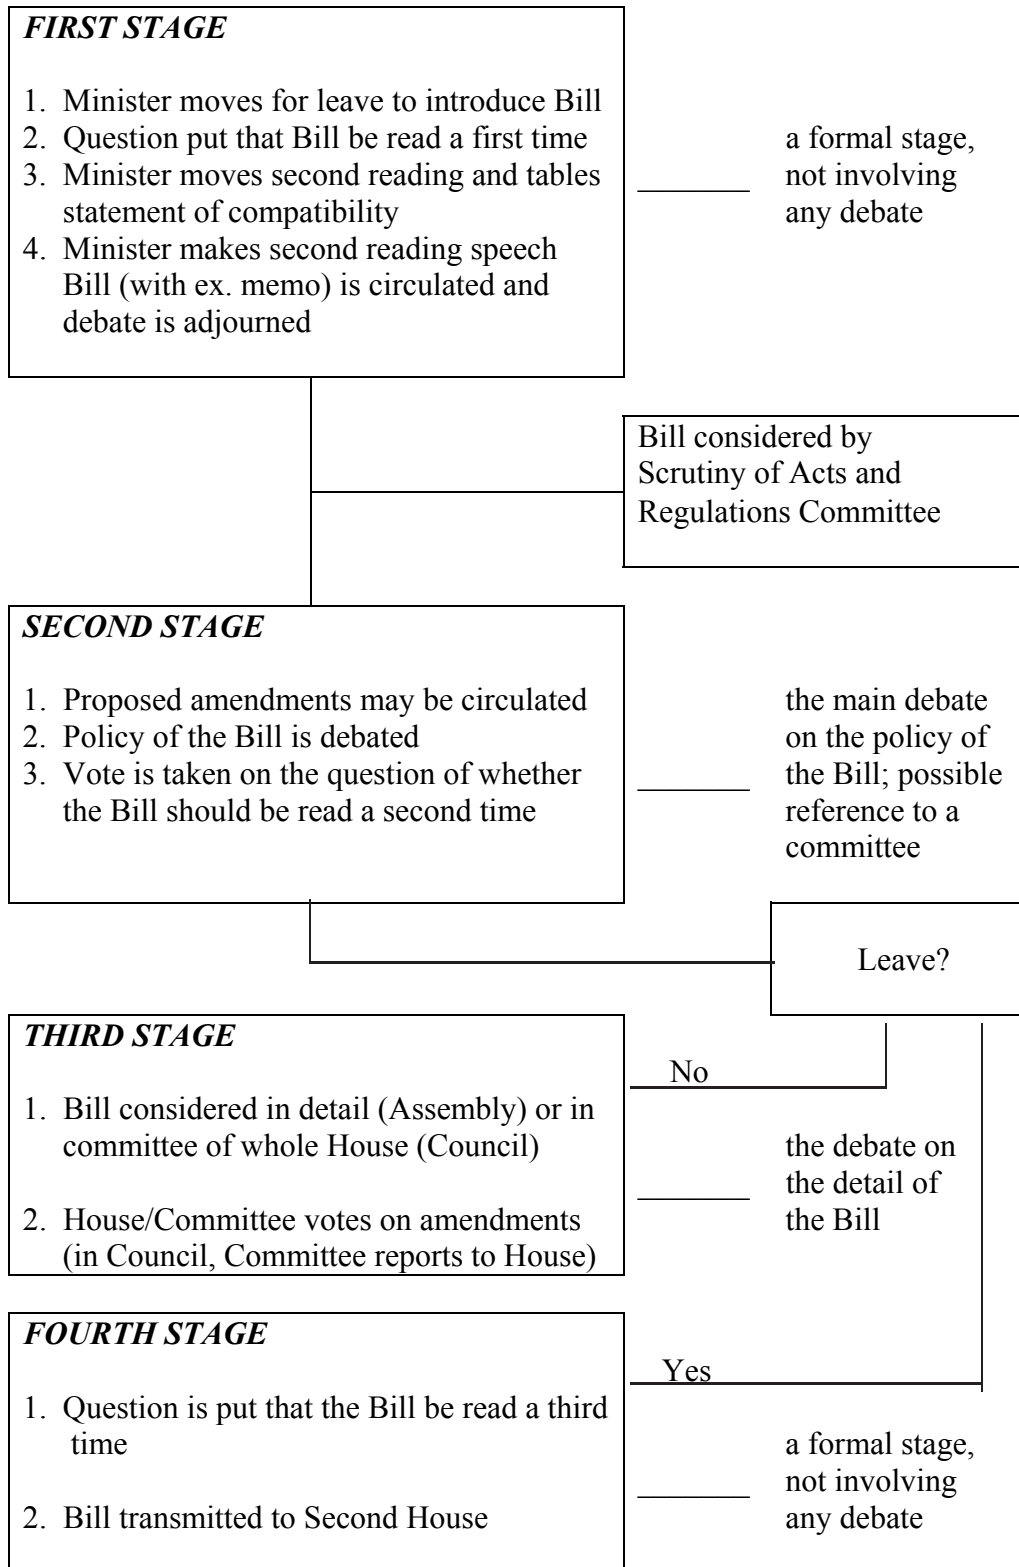 FIRST STAGE
1. Minister moves for leave to introduce Bill
2. Question put that Bill be read a first time
3. Minister moves second reading and tables
statement of compatibility
4. Minister makes second reading speech
Bill (with ex. memo) is circulated and
debate is adjourned
a formal stage,
not involving
any debate
Bill considered by
Scrutiny of Acts and
Regulations Committee
SECOND STAGE
1. Proposed amendments may be circulated
2. Policy of the Bill is debated
3. Vote is taken on the question of whether
the Bill should be read a second time
the main debate
on the policy of
the Bill; possible
reference to a
committee
Leave?
THIRD STAGE
1. Bill considered in detail (Assembly) or in
committee of whole House (Council)
2. House/Committee votes on amendments
(in Council, Committee reports to House)
No
the debate on
the detail of
the Bill
FOURTH STAGE
1. Question is put that the Bill be read a third
time
2. Bill transmitted to Second House
Yes
a formal stage,
not involving
any debate